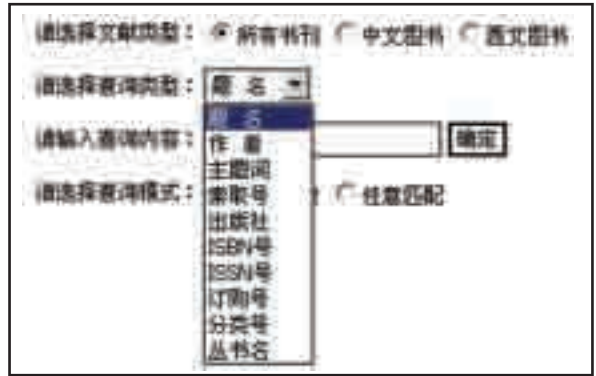 请选择文献类型: 所有书刊 中文图书 西文图书
请选择查询类型: 题 名
题 名
请输入查询内容: 确定
作 者
主题词
请选择查询模式: 任意匹配
索取号
出版社
ISBN号
ISSN号
订购号
分类号
丛书名